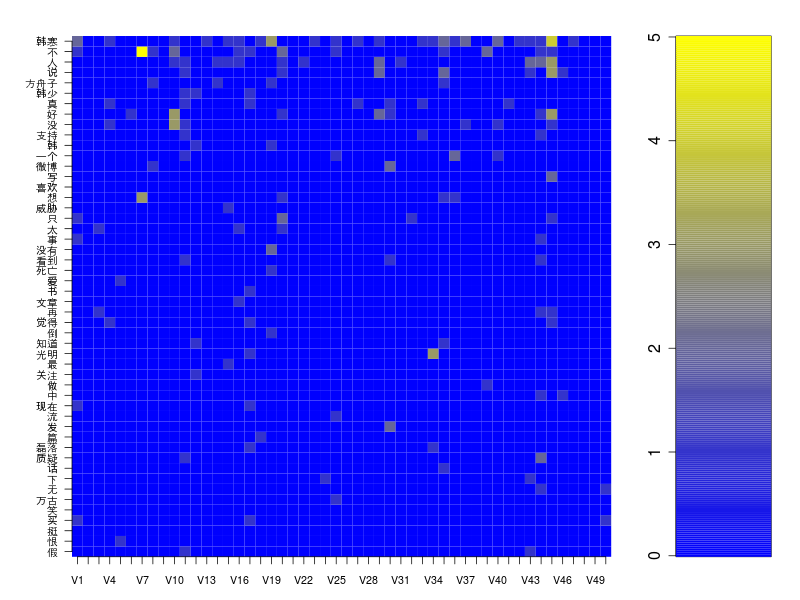 韩寒
不
人
说
方舟子
韩少
真
好
没
支持
韩
一个
微博
写
喜欢
想
威胁
只
太
事
没有
看到
死亡
爱
书
文章
再
觉得
倒
知道
光明
最
关注
做
中
现在
流
发
篇
磊落
质疑
话
下
无
万古
笑
买
挺
恨
假
V1 V4 V7 V10 V13 V16 V19 V22 V25 V28 V31 V34 V37 V40 V43 V46 V49
5
4
3
2
1
0